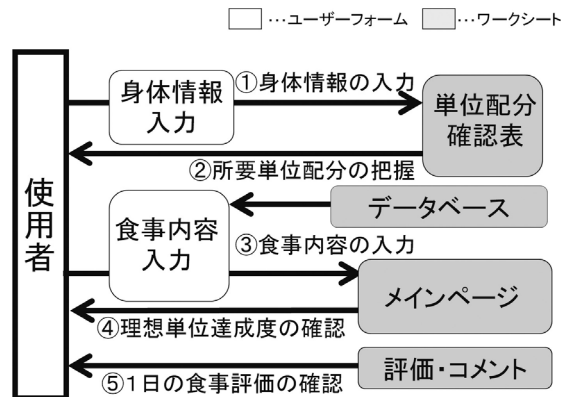 …ユーザーフォーム …ワークシート
身体情報
入力
①身体情報の入力
単位配分
確認表
②所要単位配分の把握
使用者
データベース
食事内容
入力
③食事内容の入力
メインページ
④理想単位達成度の確認
評価・コメント
⑤1日の食事評価の確認